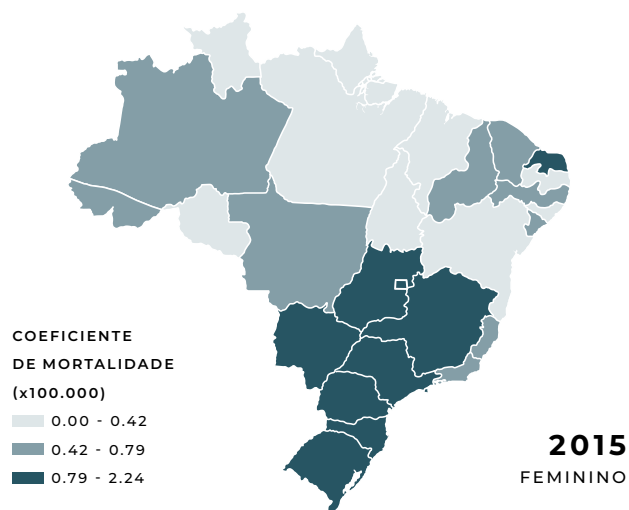 COEFICIENTE
DE MORTALIDADE
(x100.000)
0.00 - 0.42
0.42 - 0.79
0.79 - 2.24
2015
FEMININO